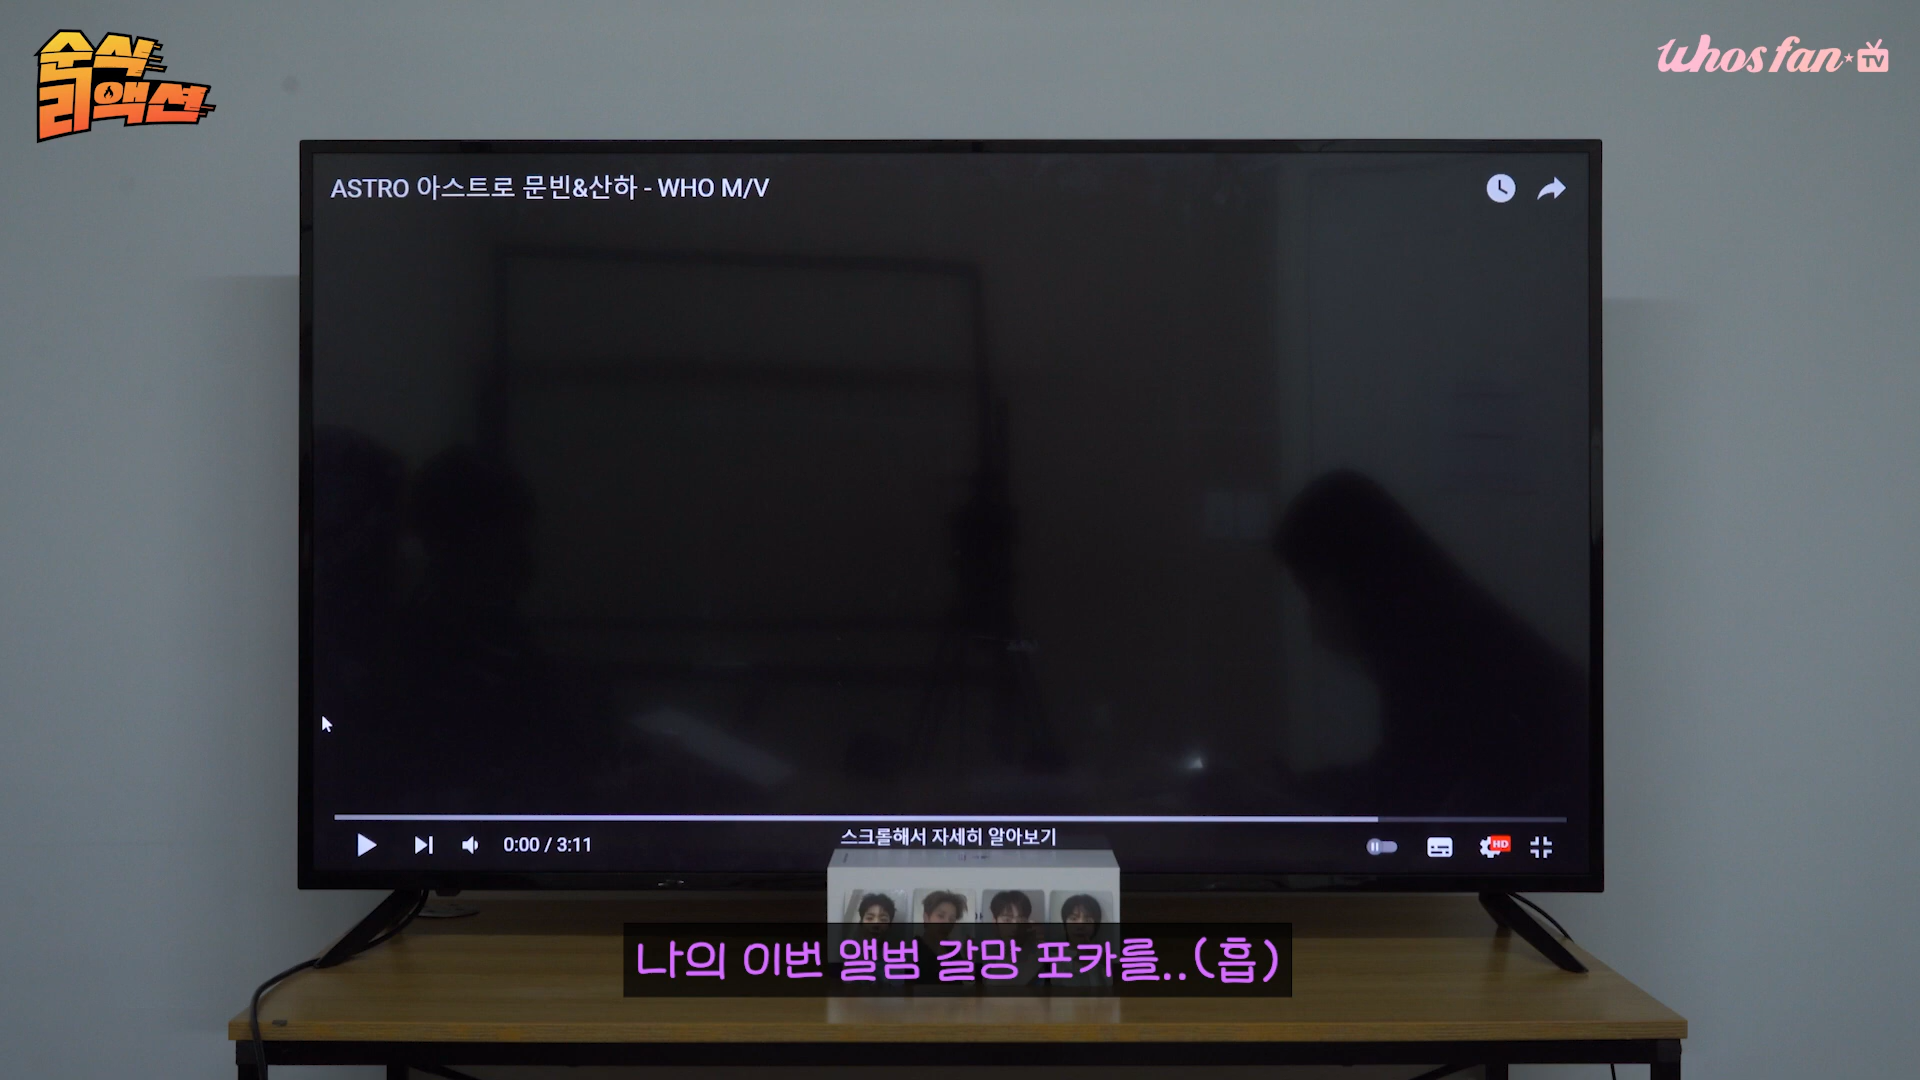 순식
리액션
whosfan TV
ASTRO 아스트로 문빈&산하 - WHO M/V
0:00 / 3:11
스크롤해서 자세히 알아보기
HD
나의 이번 앨범 갈망 포카를..(흡)